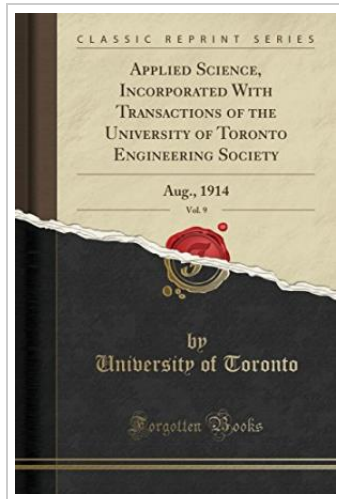 CLASSIC REPRINT SERIES
APPLIED SCIENCE,
INCORPORATED WITH
TRANSACTIONS OF THE
UNIVERSITY OF TORONTO
ENGINEERING SOCIETY
AUG., 1914
Vol. 9
by
University of Toronto
Forgotten Books